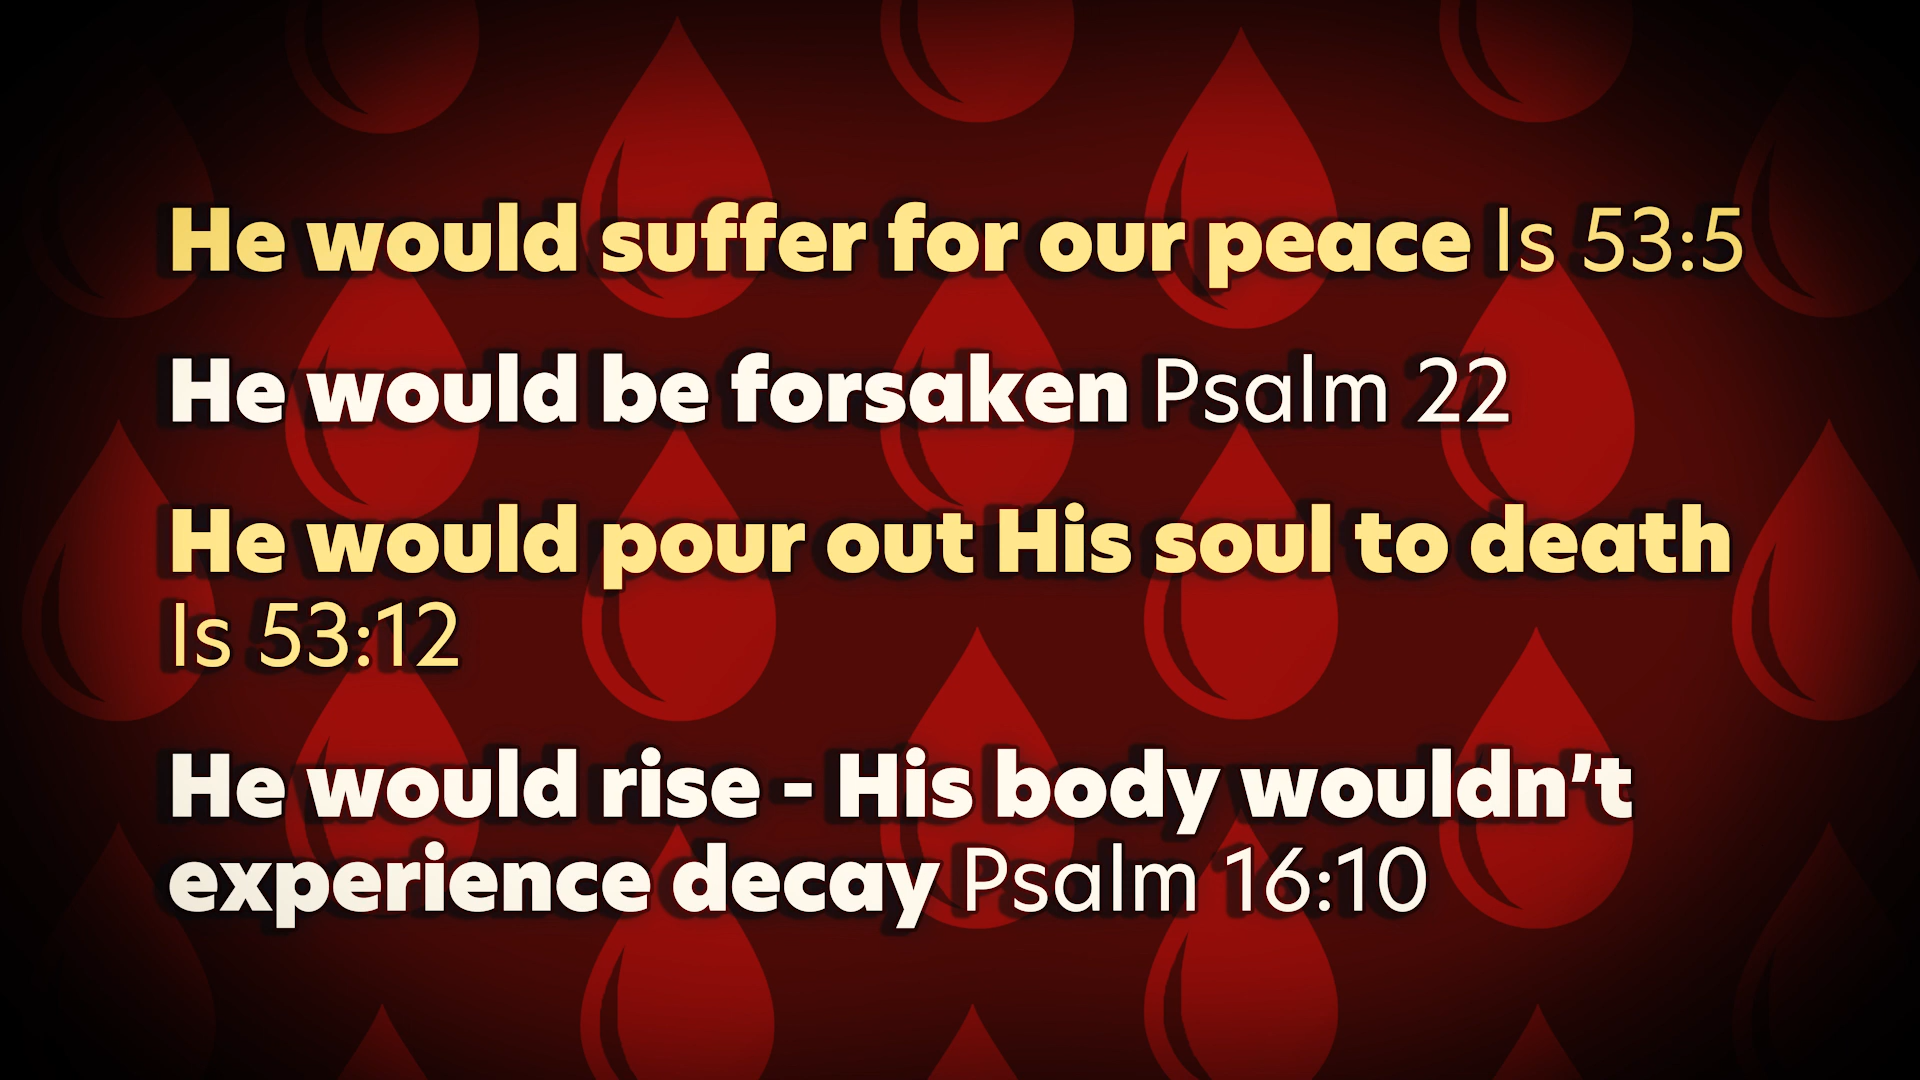 He would suffer for our peace Is 53:5
He would be forsaken Psalm 22
He would pour out His soul to death
Is 53:12
He would rise - His body wouldn't
experience decay Psalm 16:10